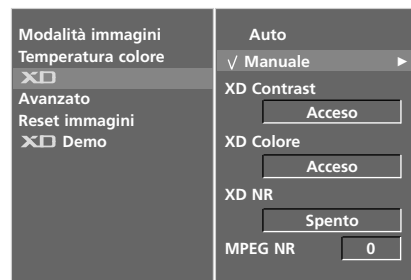 Modalità immagini
Temperatura colore
XD
Avanzato
Reset immagini
XD Demo
Auto
√ Manuale ►
XD Contrast
Acceso
XD Colore
Acceso
XD NR
Spento
MPEG NR 0